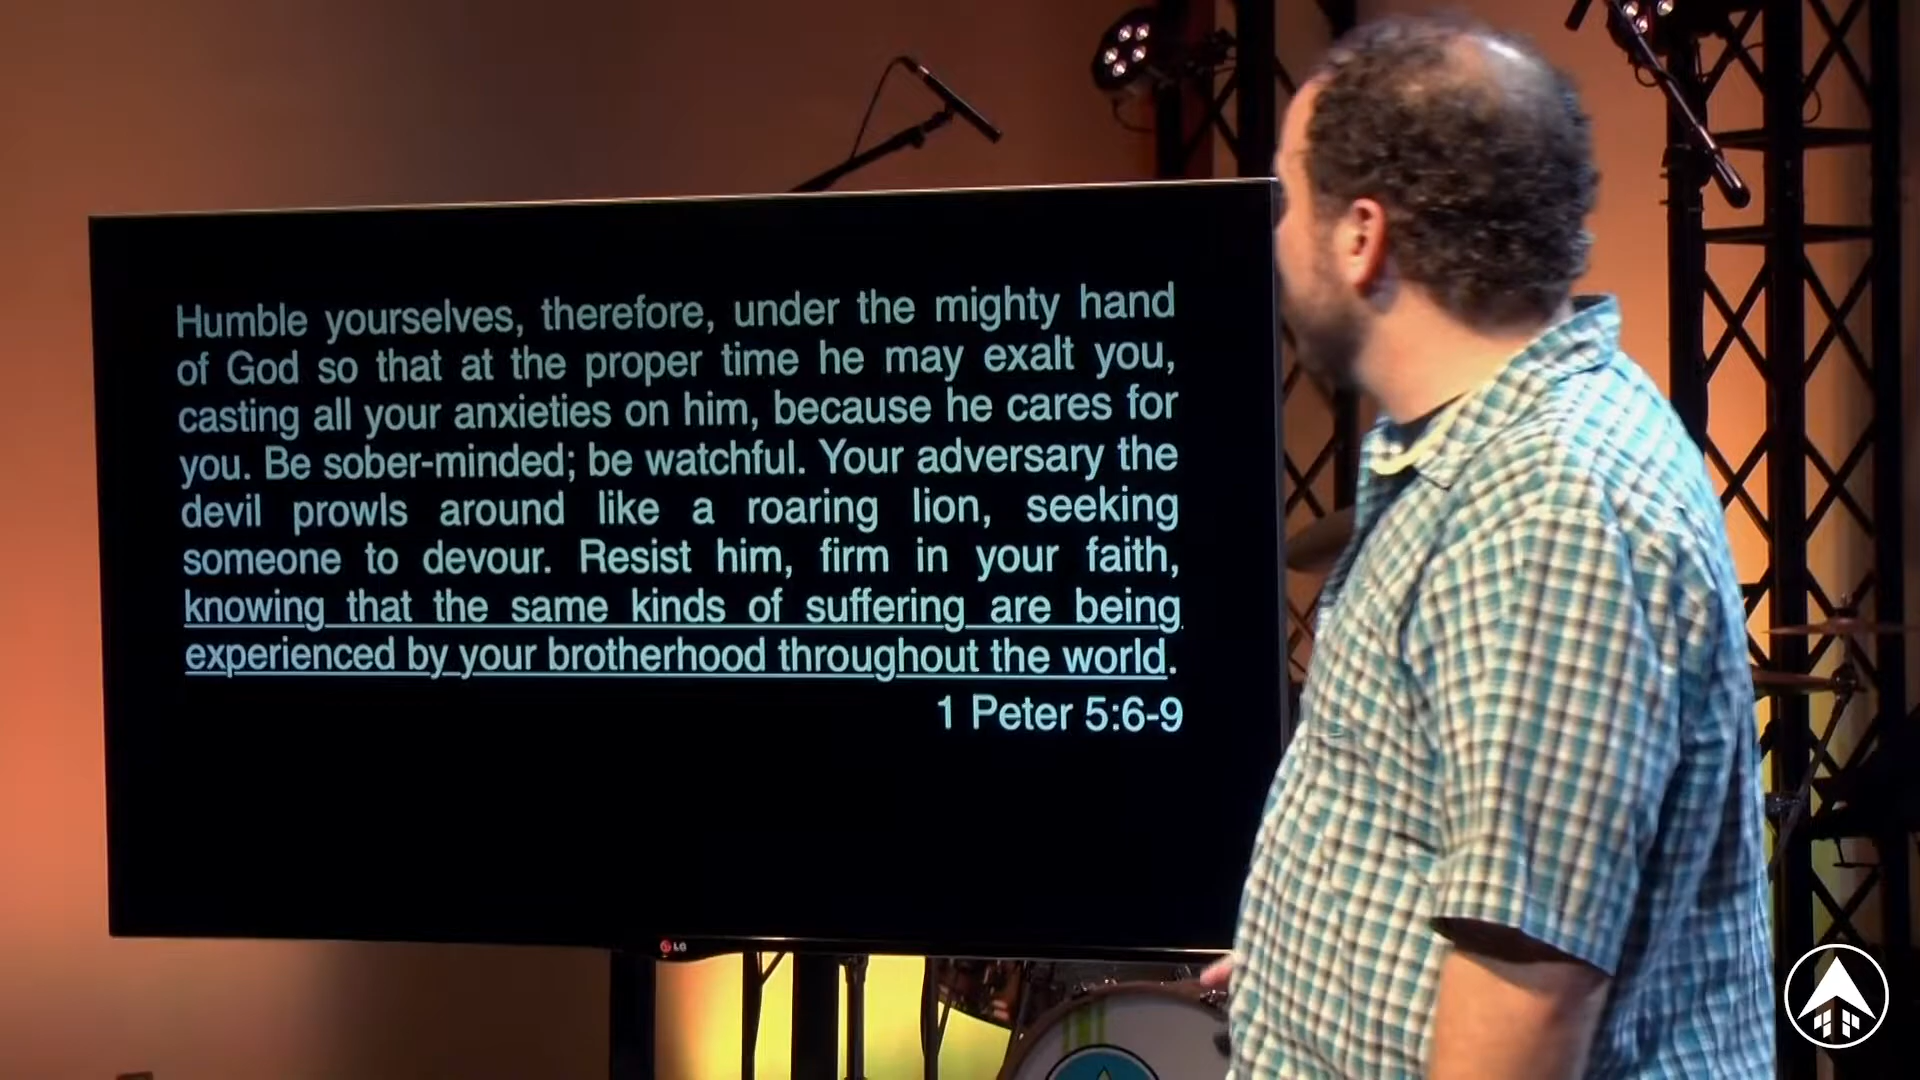 Humble yourselves, therefore, under the mighty hand
of God so that at the proper time he may exalt you,
casting all your anxieties on him, because he cares for
you. Be sober-minded; be watchful. Your adversary the
devil prowls around like a roaring lion, seeking
someone to devour. Resist him, firm in your faith,
knowing that the same kinds of suffering are being
experienced by your brotherhood throughout the world.
1 Peter 5:6-9
LG